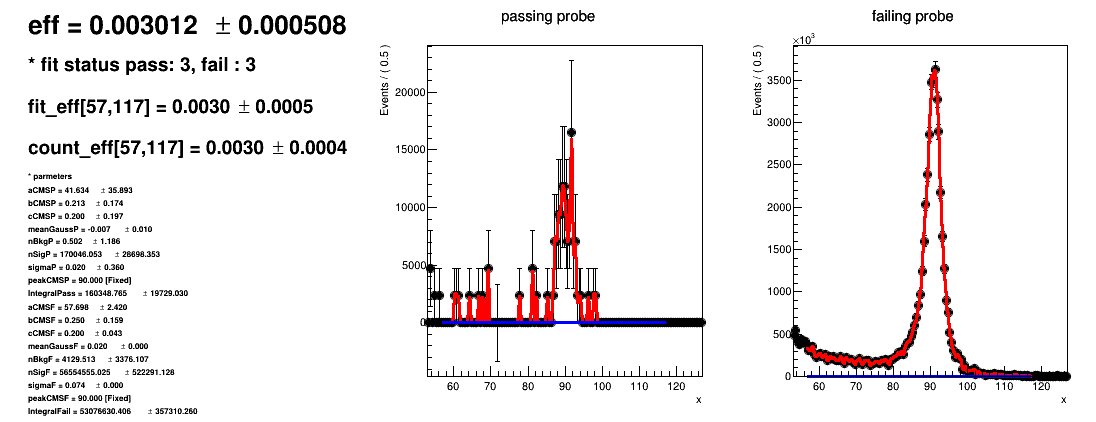 eff = 0.003012 ± 0.000508
* fit status pass: 3, fail : 3
fit_eff[57,117] = 0.0030 ± 0.0005
count_eff[57,117] = 0.0030 ± 0.0004
* parmeters
aCMSP = 41.634 ± 35.893
bCMSP = 0.213 ± 0.174
cCMSP = 0.200 ± 0.197
meanGaussP = -0.007 ± 0.010
nBkgP = 0.502 ± 1.186
nSigP = 170046.053 ± 28698.353
sigmaP = 0.020 ± 0.360
peakCMSP = 90.000 [Fixed]
IntegralPass = 160348.765 ± 19729.030
aCMSF = 57.698 ± 2.420
bCMSF = 0.250 ± 0.159
cCMSF = 0.200 ± 0.043
meanGaussF = 0.020 ± 0.000
nBkgF = 4129.513 ± 3376.107
nSigF = 56554555.025 ± 522291.128
sigmaF = 0.074 ± 0.000
peakCMSF = 90.000 [Fixed]
IntegralFail = 53076630.406 ± 357310.260
passing probe
Events / ( 0.5 )
20000
15000
10000
5000
0
60 70 80 90 100 110 120
x
failing probe
×10³
Events / ( 0.5 )
3500
3000
2500
2000
1500
1000
500
0
60 70 80 90 100 110 120
x